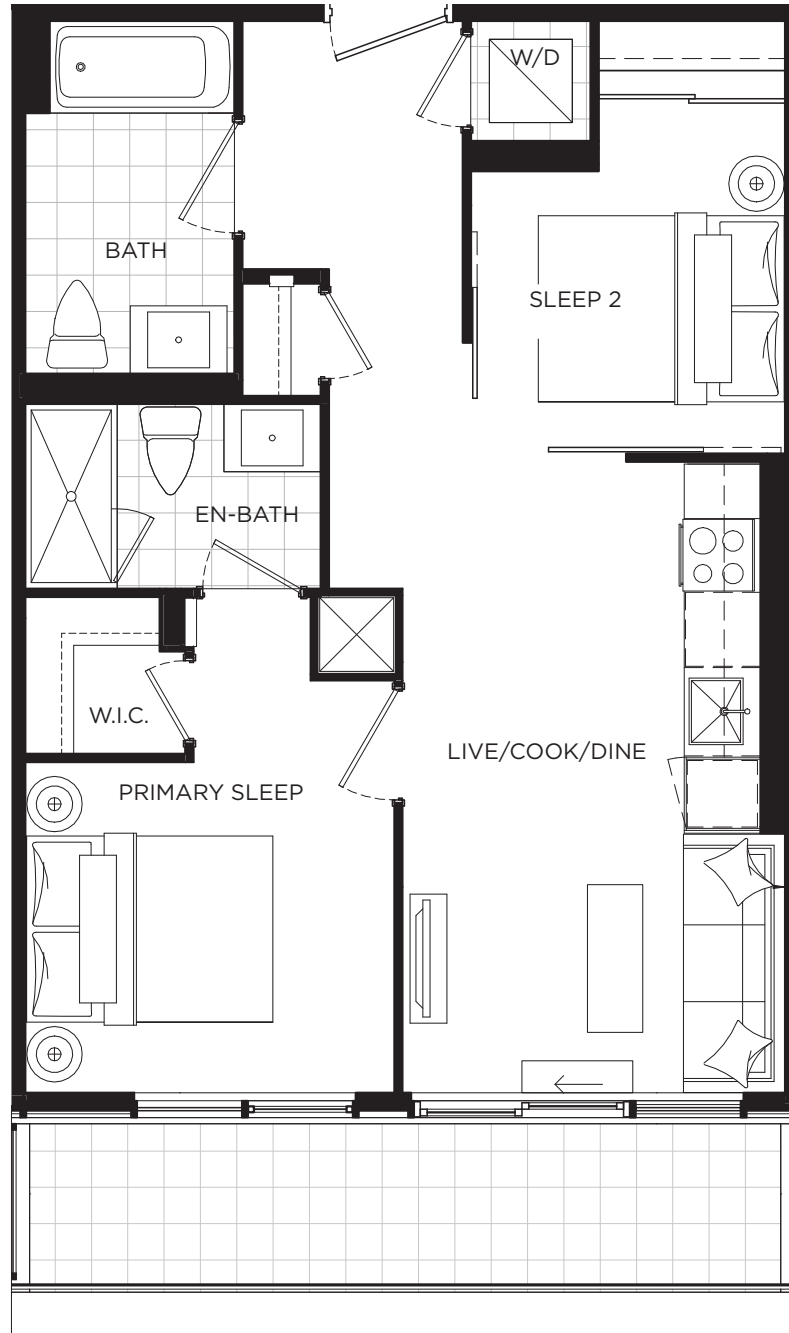 W/D
BATH
SLEEP 2
EN-BATH
W.I.C.
LIVE/COOK/DINE
PRIMARY SLEEP